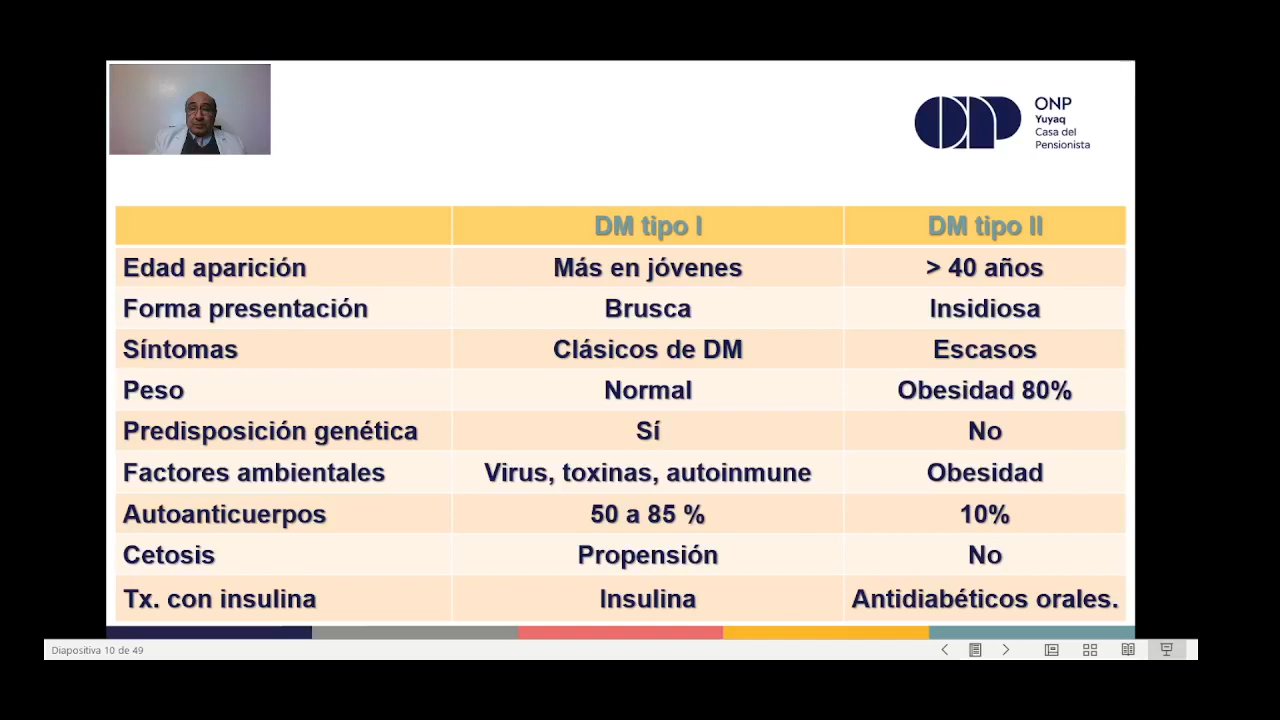 ONP
Yuyaq
Casa del
Pensionista
DM tipo I DM tipo II
Edad aparición Más en jóvenes > 40 años
Forma presentación Brusca Insidiosa
Síntomas Clásicos de DM Escasos
Peso Normal Obesidad 80%
Predisposición genética Sí No
Factores ambientales Virus, toxinas, autoinmune Obesidad
Autoanticuerpos 50 a 85 % 10%
Cetosis Propensión No
Tx. con insulina Insulina Antidiabéticos orales.
Diapositiva 10 de 49